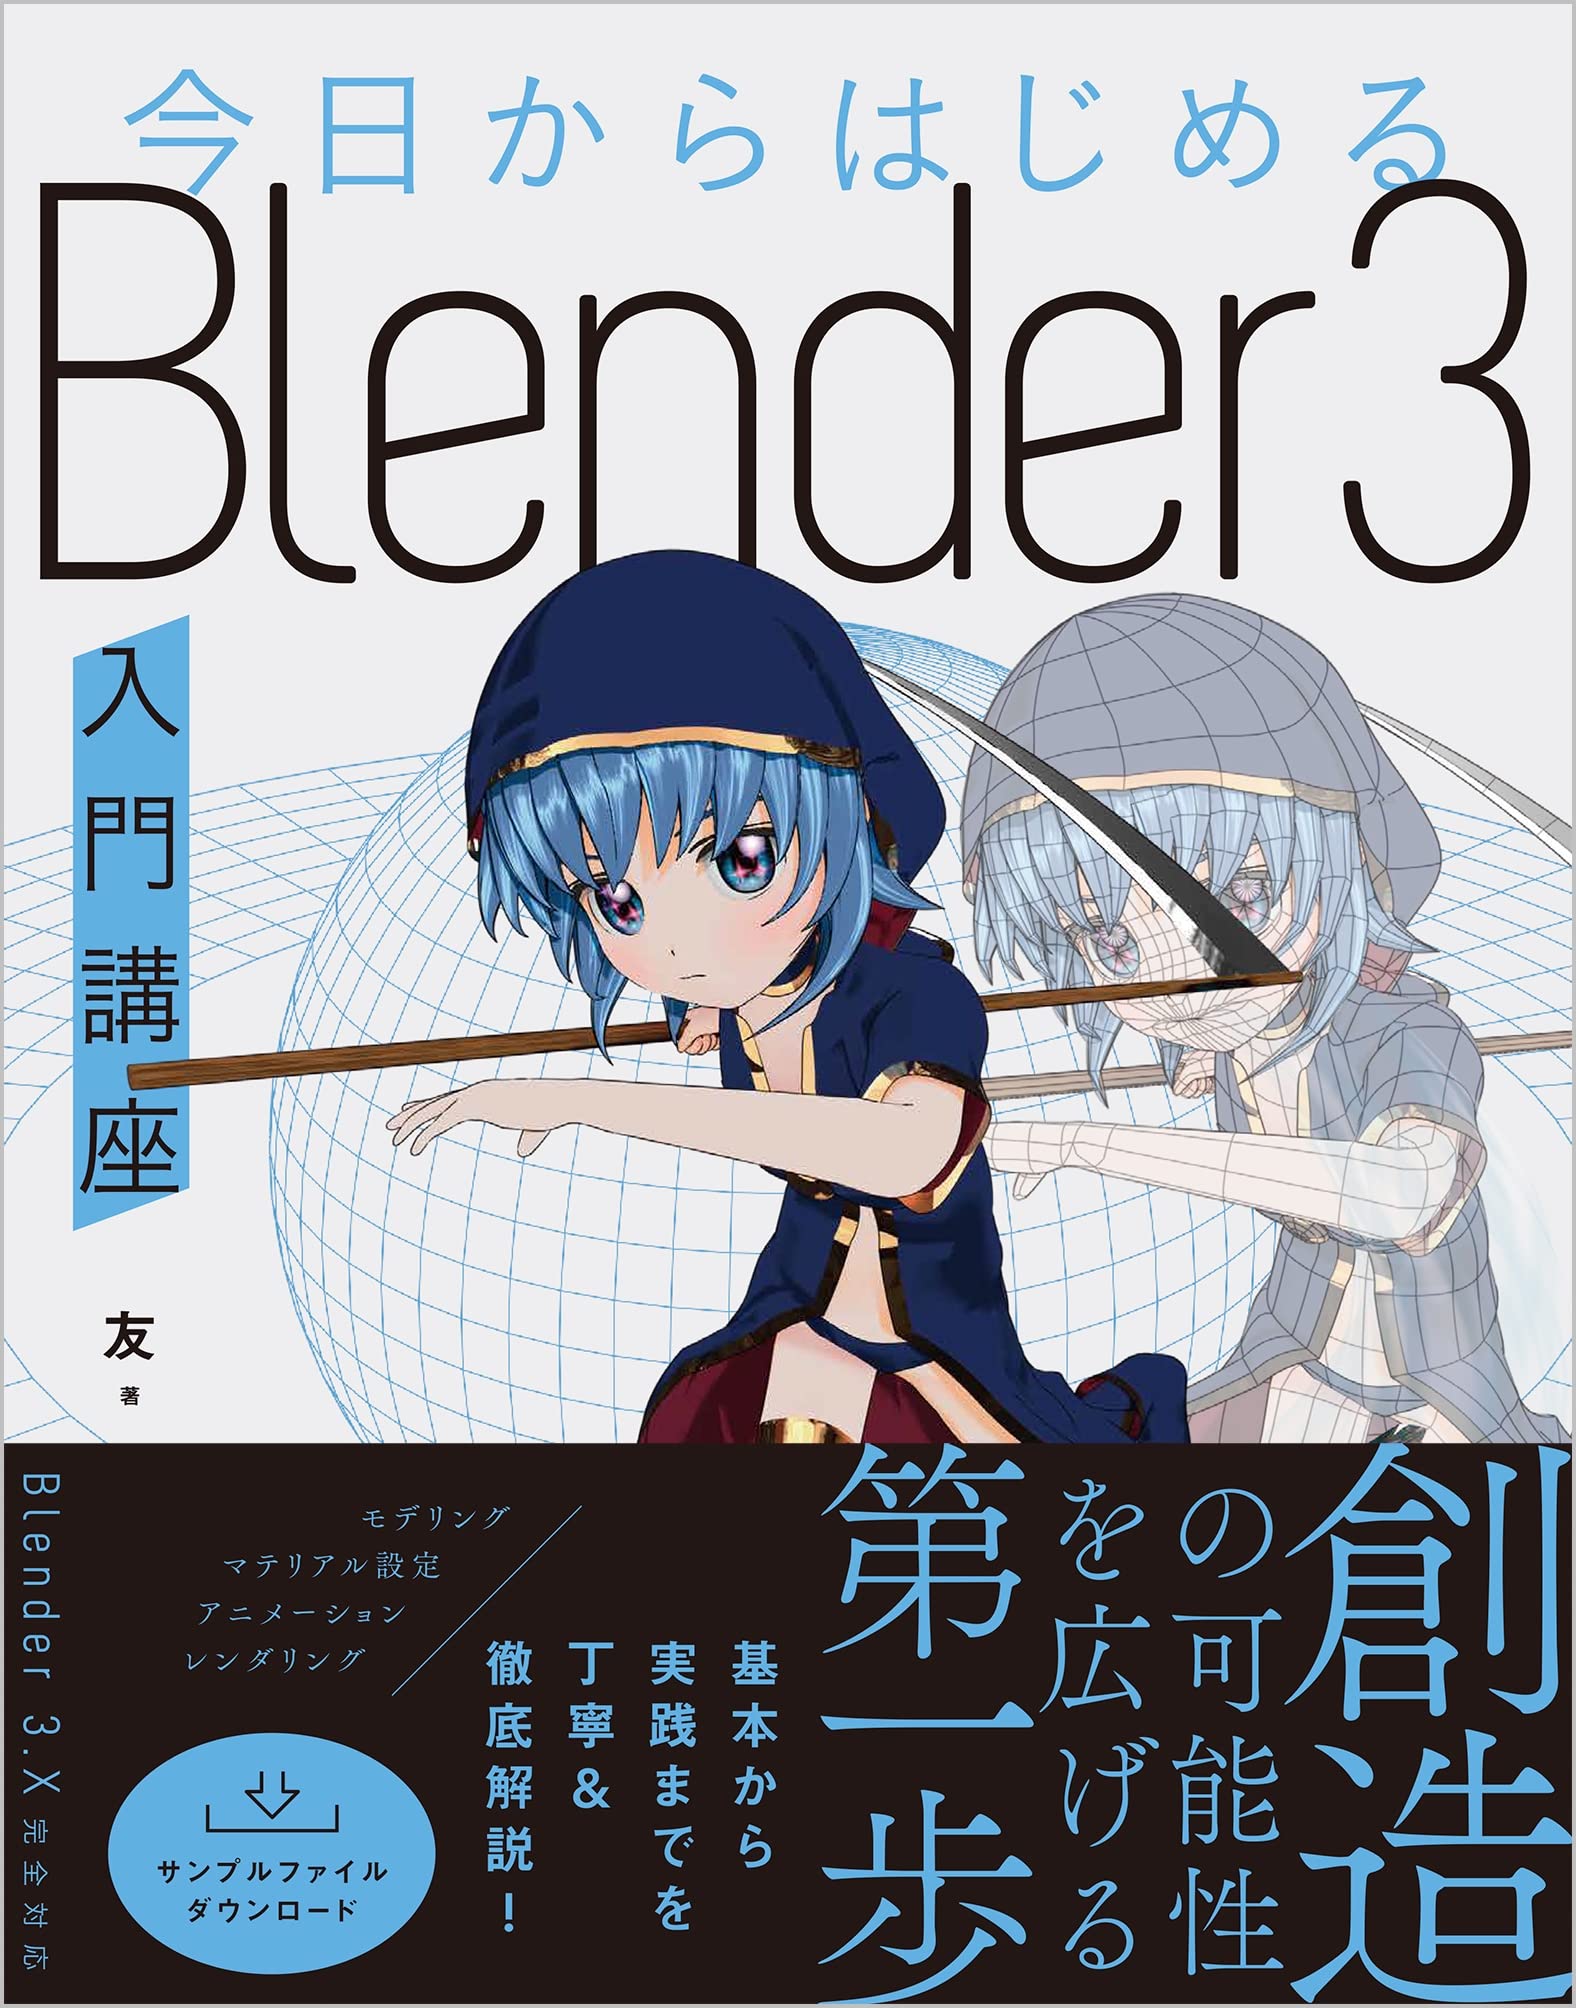 今日からはじめる
Blender3
入門講座
友
著
創造
の可能性
を広げる
第一歩
基本から
実践までを
丁寧&
徹底解説!
モデリング
マテリアル設定
アニメーション
レンダリング
サンプルファイル
ダウンロード
Blender 3.X 完全対応